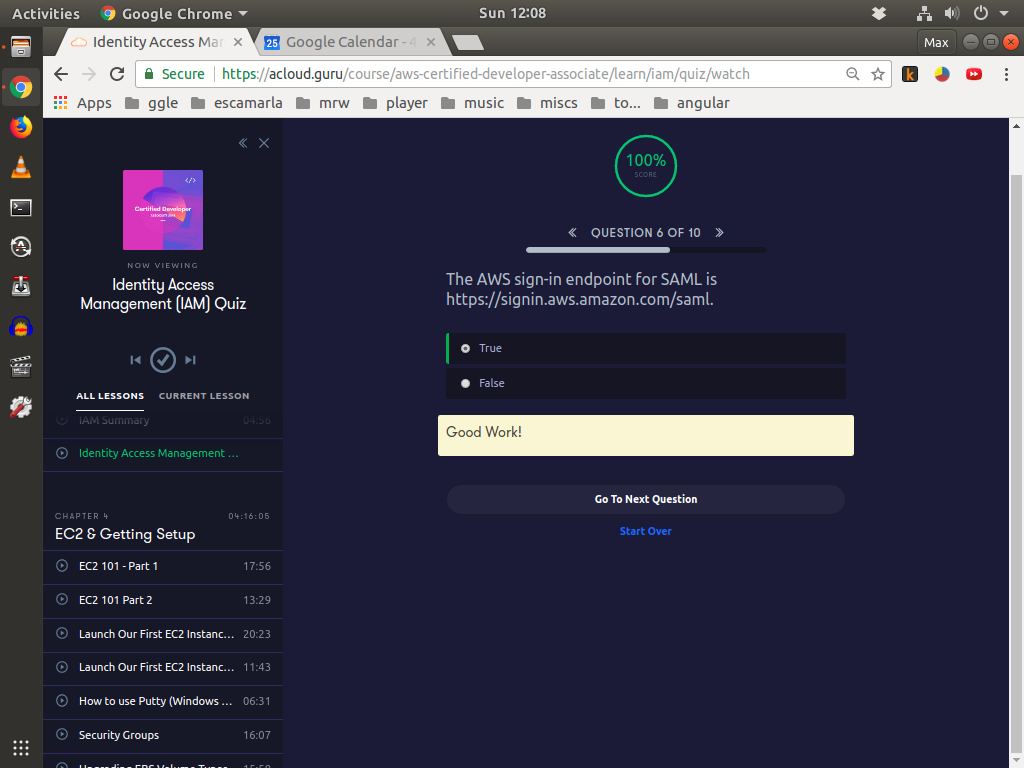 Activities
Google Chrome
Sun 12:08
Identity Access Mar
Google Calendar - 4
Max
Secure
https://acloud.guru/course/aws-certified-developer-associate/learn/iam/quiz/watch
Apps
ggle
escamarla
mrw
player
music
miscs
to...
angular
</>
Certified Developer
NOW VIEWING
Identity Access
Management (IAM) Quiz
ALL LESSONS
CURRENT LESSON
IAM Summary 04:56
Identity Access Management ...
CHAPTER 4 04:16:05
EC2 & Getting Setup
EC2 101 - Part 1 17:56
EC2 101 Part 2 13:29
Launch Our First EC2 Instanc... 20:23
Launch Our First EC2 Instanc... 11:43
How to use Putty (Windows ... 06:31
Security Groups 16:07
Upgrading EBS Volume Types 15:58
100%
SCORE
QUESTION 6 OF 10
The AWS sign-in endpoint for SAML is
https://signin.aws.amazon.com/saml.
True
False
Good Work!
Go To Next Question
Start Over